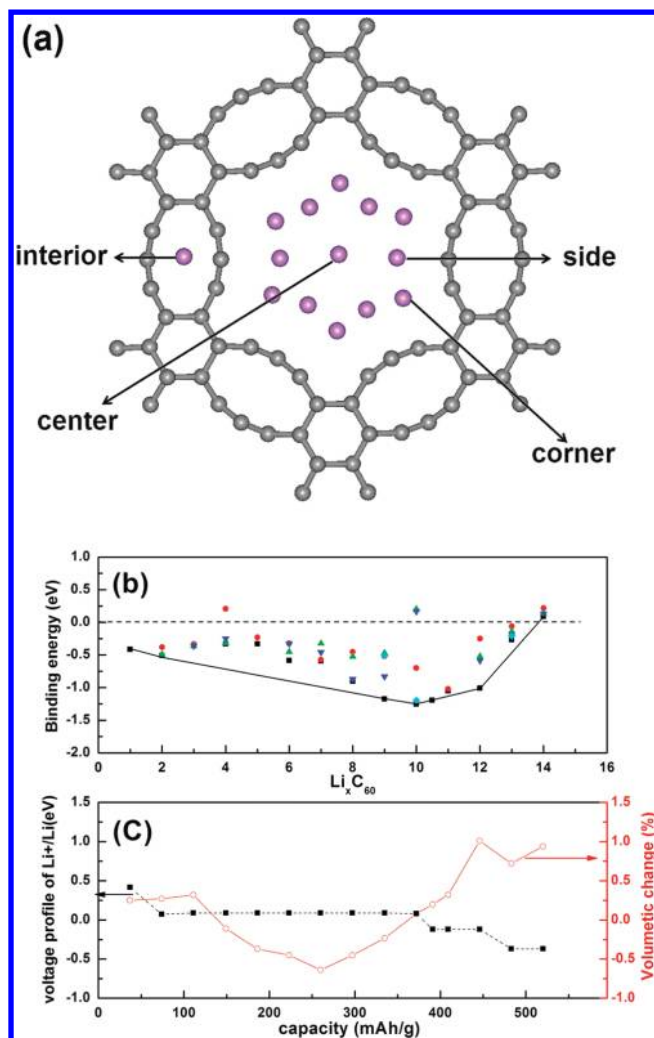 (a)
interior
side
center
corner
(b)
Binding energy (eV)
1.0
0.5
0.0
-0.5
-1.0
-1.5
-2.0
0 2 4 6 8 10 12 14 16
LiₓC₆₀
(C)
voltage profile of Li+/Li(eV)
1.5
1.0
0.5
0.0
-0.5
-1.0
1.5
1.0
0.5
0.0
-0.5
-1.0
Volumetic change (%)
0 100 200 300 400 500
capacity (mAh/g)